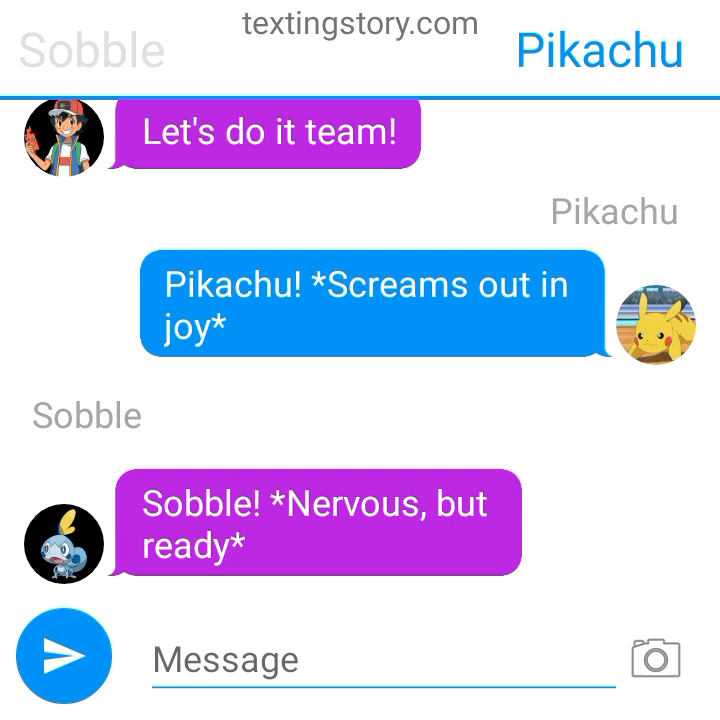 textingstory.com
Sobble
Pikachu
Let's do it team!
Pikachu
Pikachu! *Screams out in
joy*
Sobble
Sobble! *Nervous, but
ready*
Message